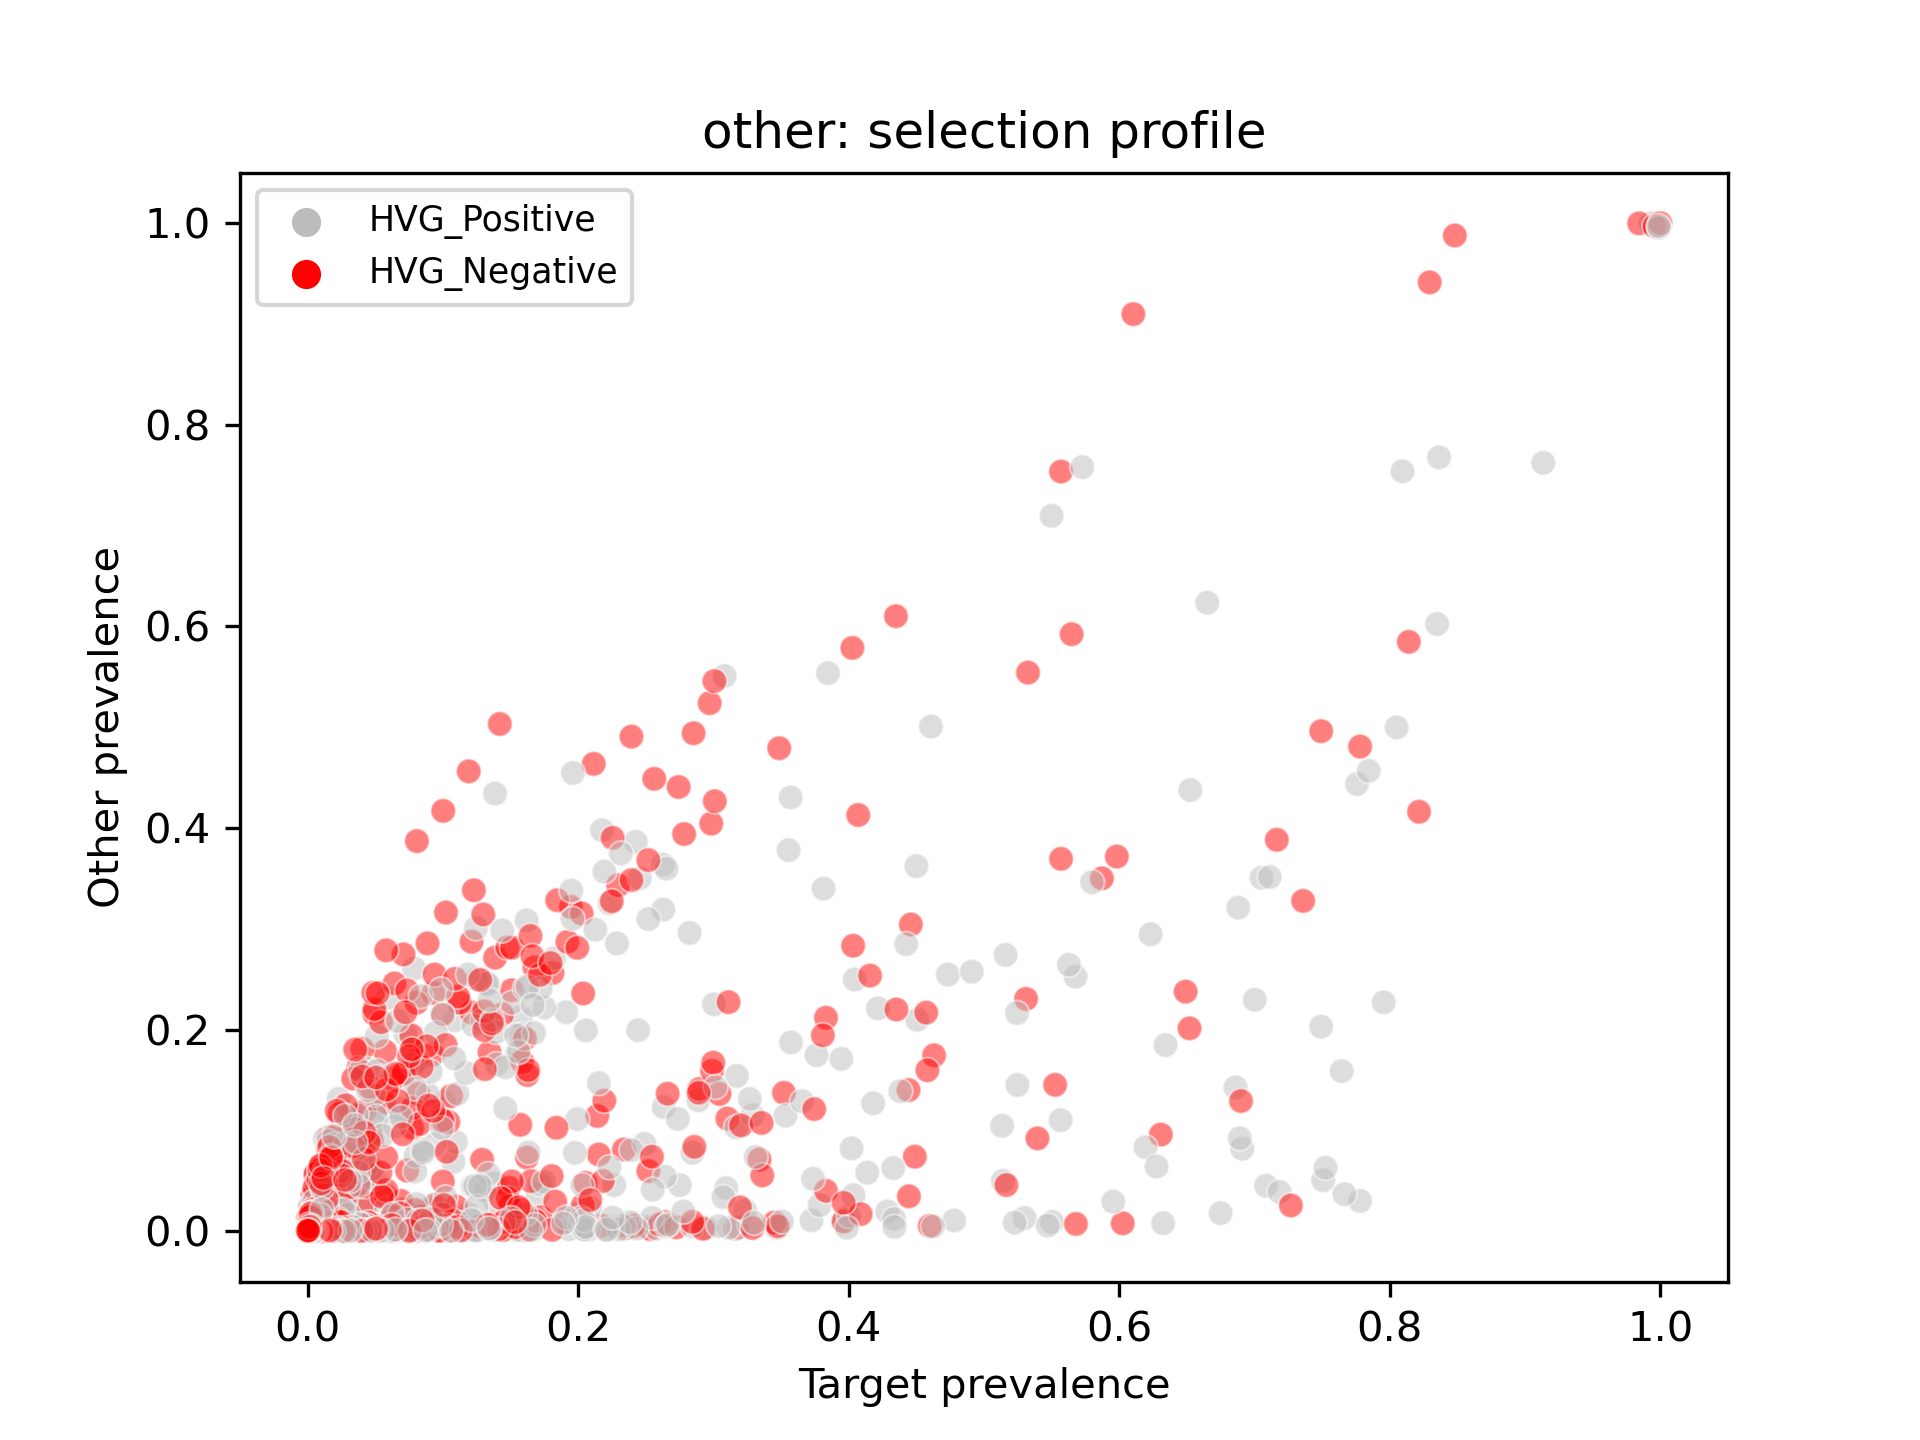 other: selection profile
HVG_Positive
HVG_Negative
1.0
0.8
0.6
0.4
0.2
0.0
Other prevalence
0.0 0.2 0.4 0.6 0.8 1.0
Target prevalence